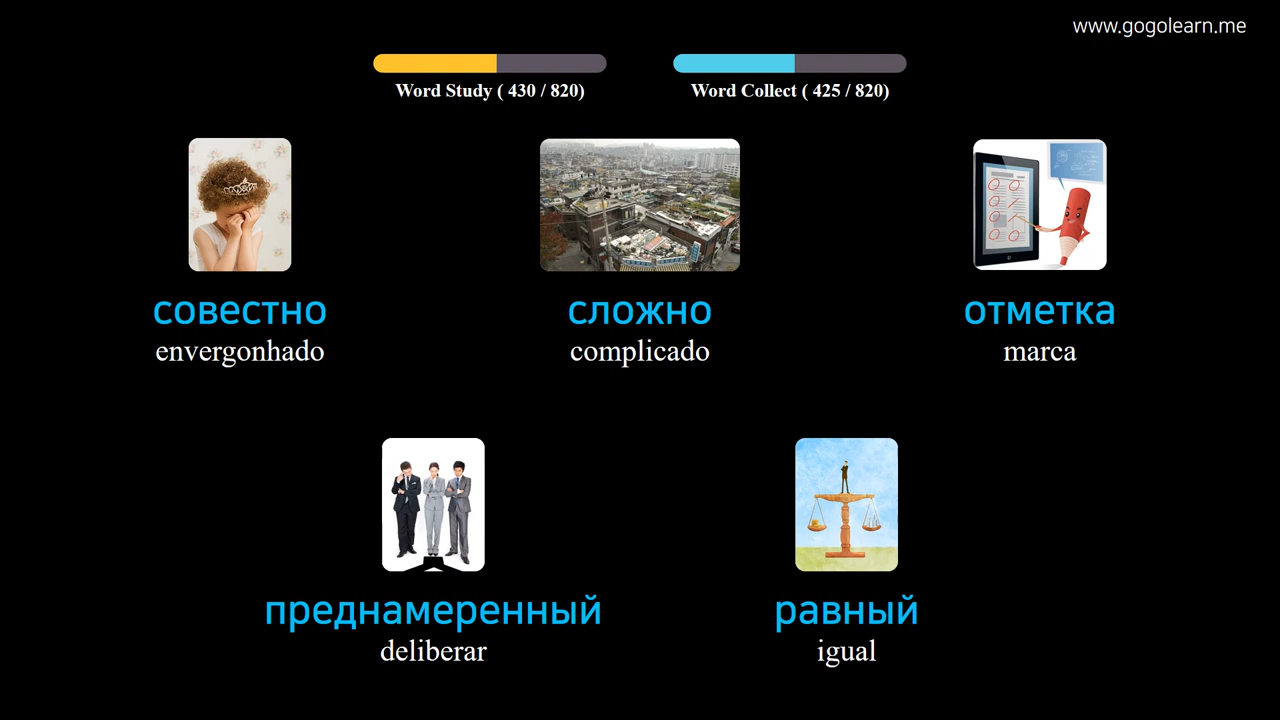 www.gogolearn.me
Word Study ( 430 / 820)
Word Collect ( 425 / 820)
совестно
envergonhado
сложно
complicado
отметка
marca
преднамеренный
deliberar
равный
igual